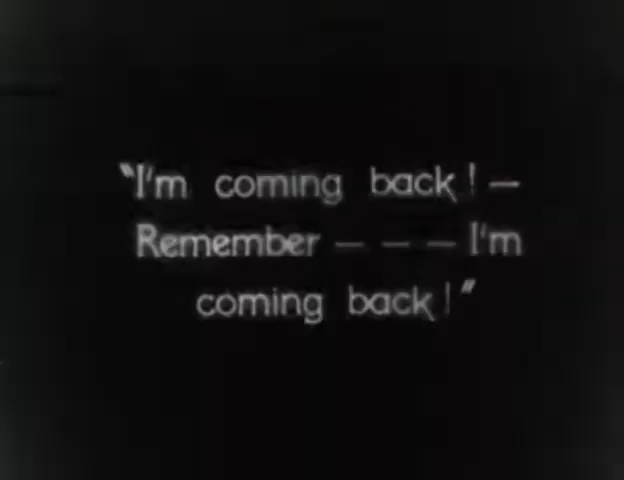 "I'm coming back! —
Remember — — — I'm
coming back!"